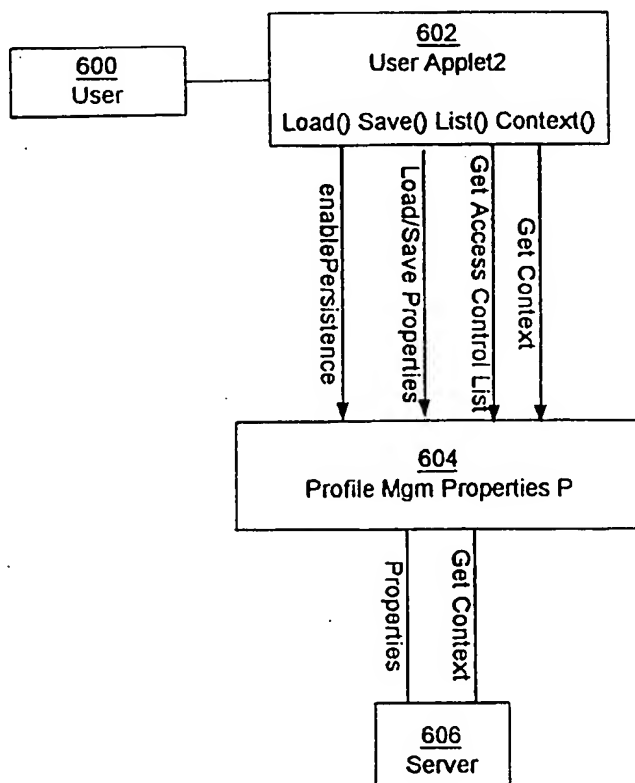 600
User
602
User Applet2
Load() Save() List() Context()
enablePersistence
Load/Save Properties
Get Access Control List
Get Context
604
Profile Mgm Properties P
Properties
Get Context
606
Server